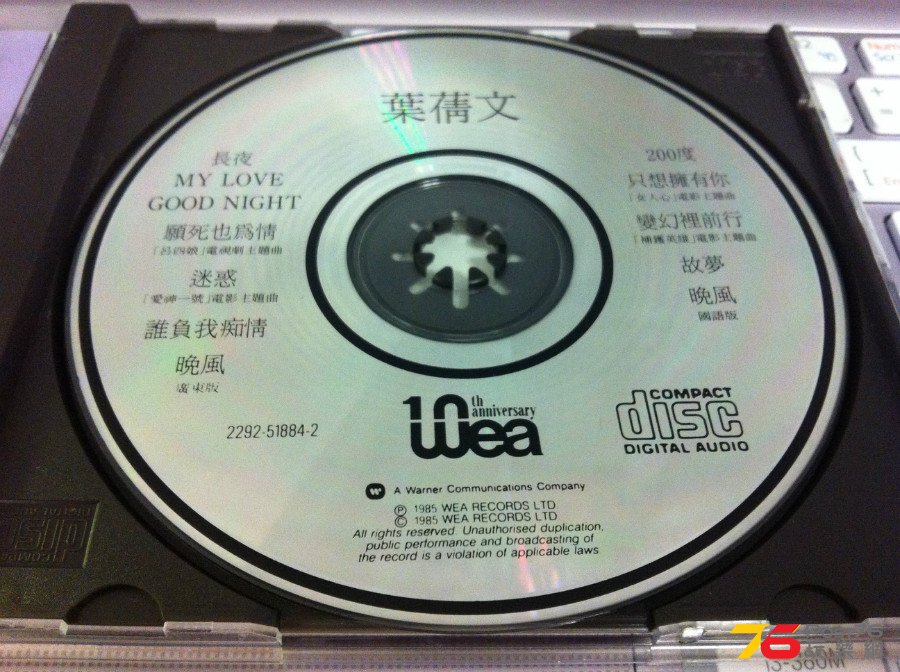 葉蒨文
長夜
MY LOVE
GOOD NIGHT
願死也為情
「呂四娘」電視劇主題曲
迷惑
「愛神一號」電影主題曲
誰負我痴情
晚風
廣東版
200度
只想擁有你
「女人心」電影主題曲
變幻裡前行
「補鑊英雄」電影主題曲
故夢
晚風
國語版
2292-51884-2
10th anniversary
wea
COMPACT
disc
DIGITAL AUDIO
A Warner Communications Company
Ⓟ 1985 WEA RECORDS LTD
© 1985 WEA RECORDS LTD
All rights reserved. Unauthorised duplication,
public performance and broadcasting of
the record is a violation of applicable laws
76